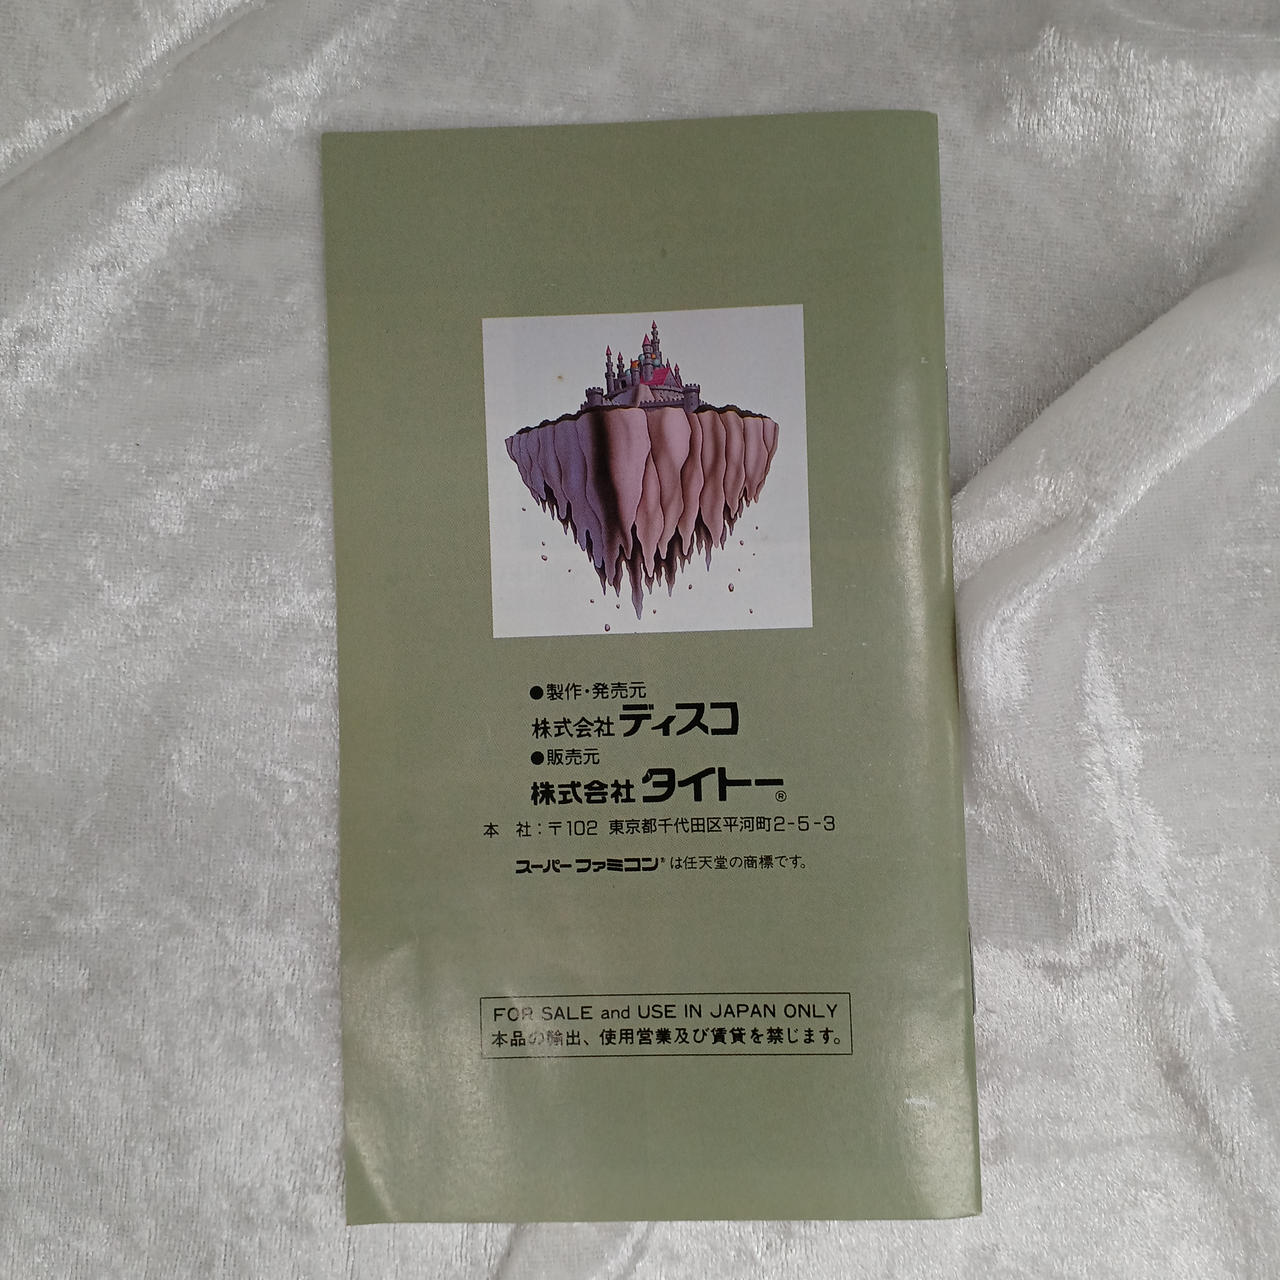 ●製作・発売元
株式会社ディスコ
●販売元
株式会社タイトー®
本 社：〒102 東京都千代田区平河町2-5-3
スーパーファミコン®は任天堂の商標です。
FOR SALE and USE IN JAPAN ONLY
本品の輸出、使用営業及び賃貸を禁じます。